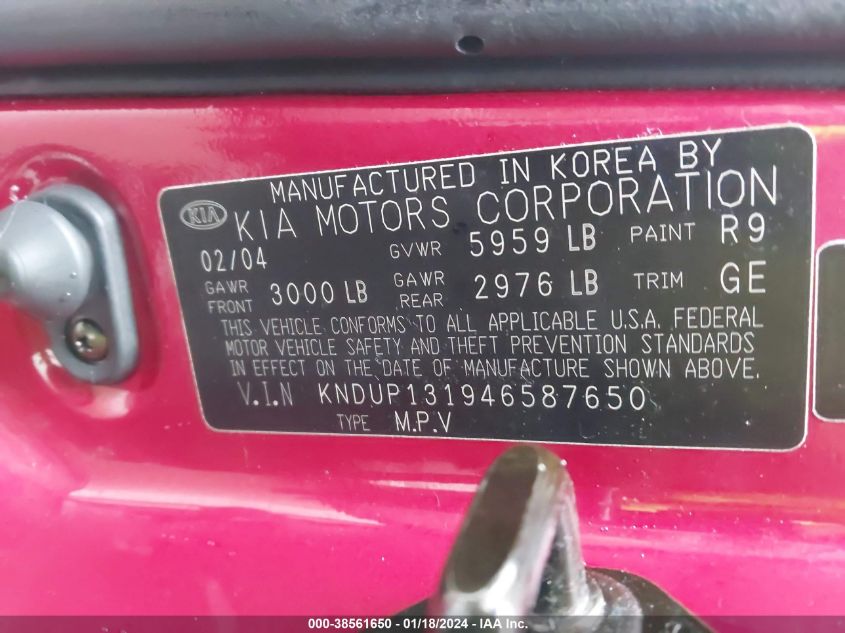 MANUFACTURED IN KOREA BY
KIA KIA MOTORS CORPORATION
02/04 GVWR 5959 LB PAINT R9
GAWR FRONT 3000 LB GAWR .REAR 2976 LB TRIM GE
THIS VEHICLE CONFORMS TO ALL APPLICABLE U.S.A. FEDERAL
MOTOR VEHICLE SAFETY AND THEFT PREVENTION STANDARDS
IN EFFECT ON THE DATE OF MANUFACTURE SHOWN ABOVE.
V.I.N KNDUP131946587650
TYPE M.P.V
000-38561650 - 01/18/2024 - IAA Inc.